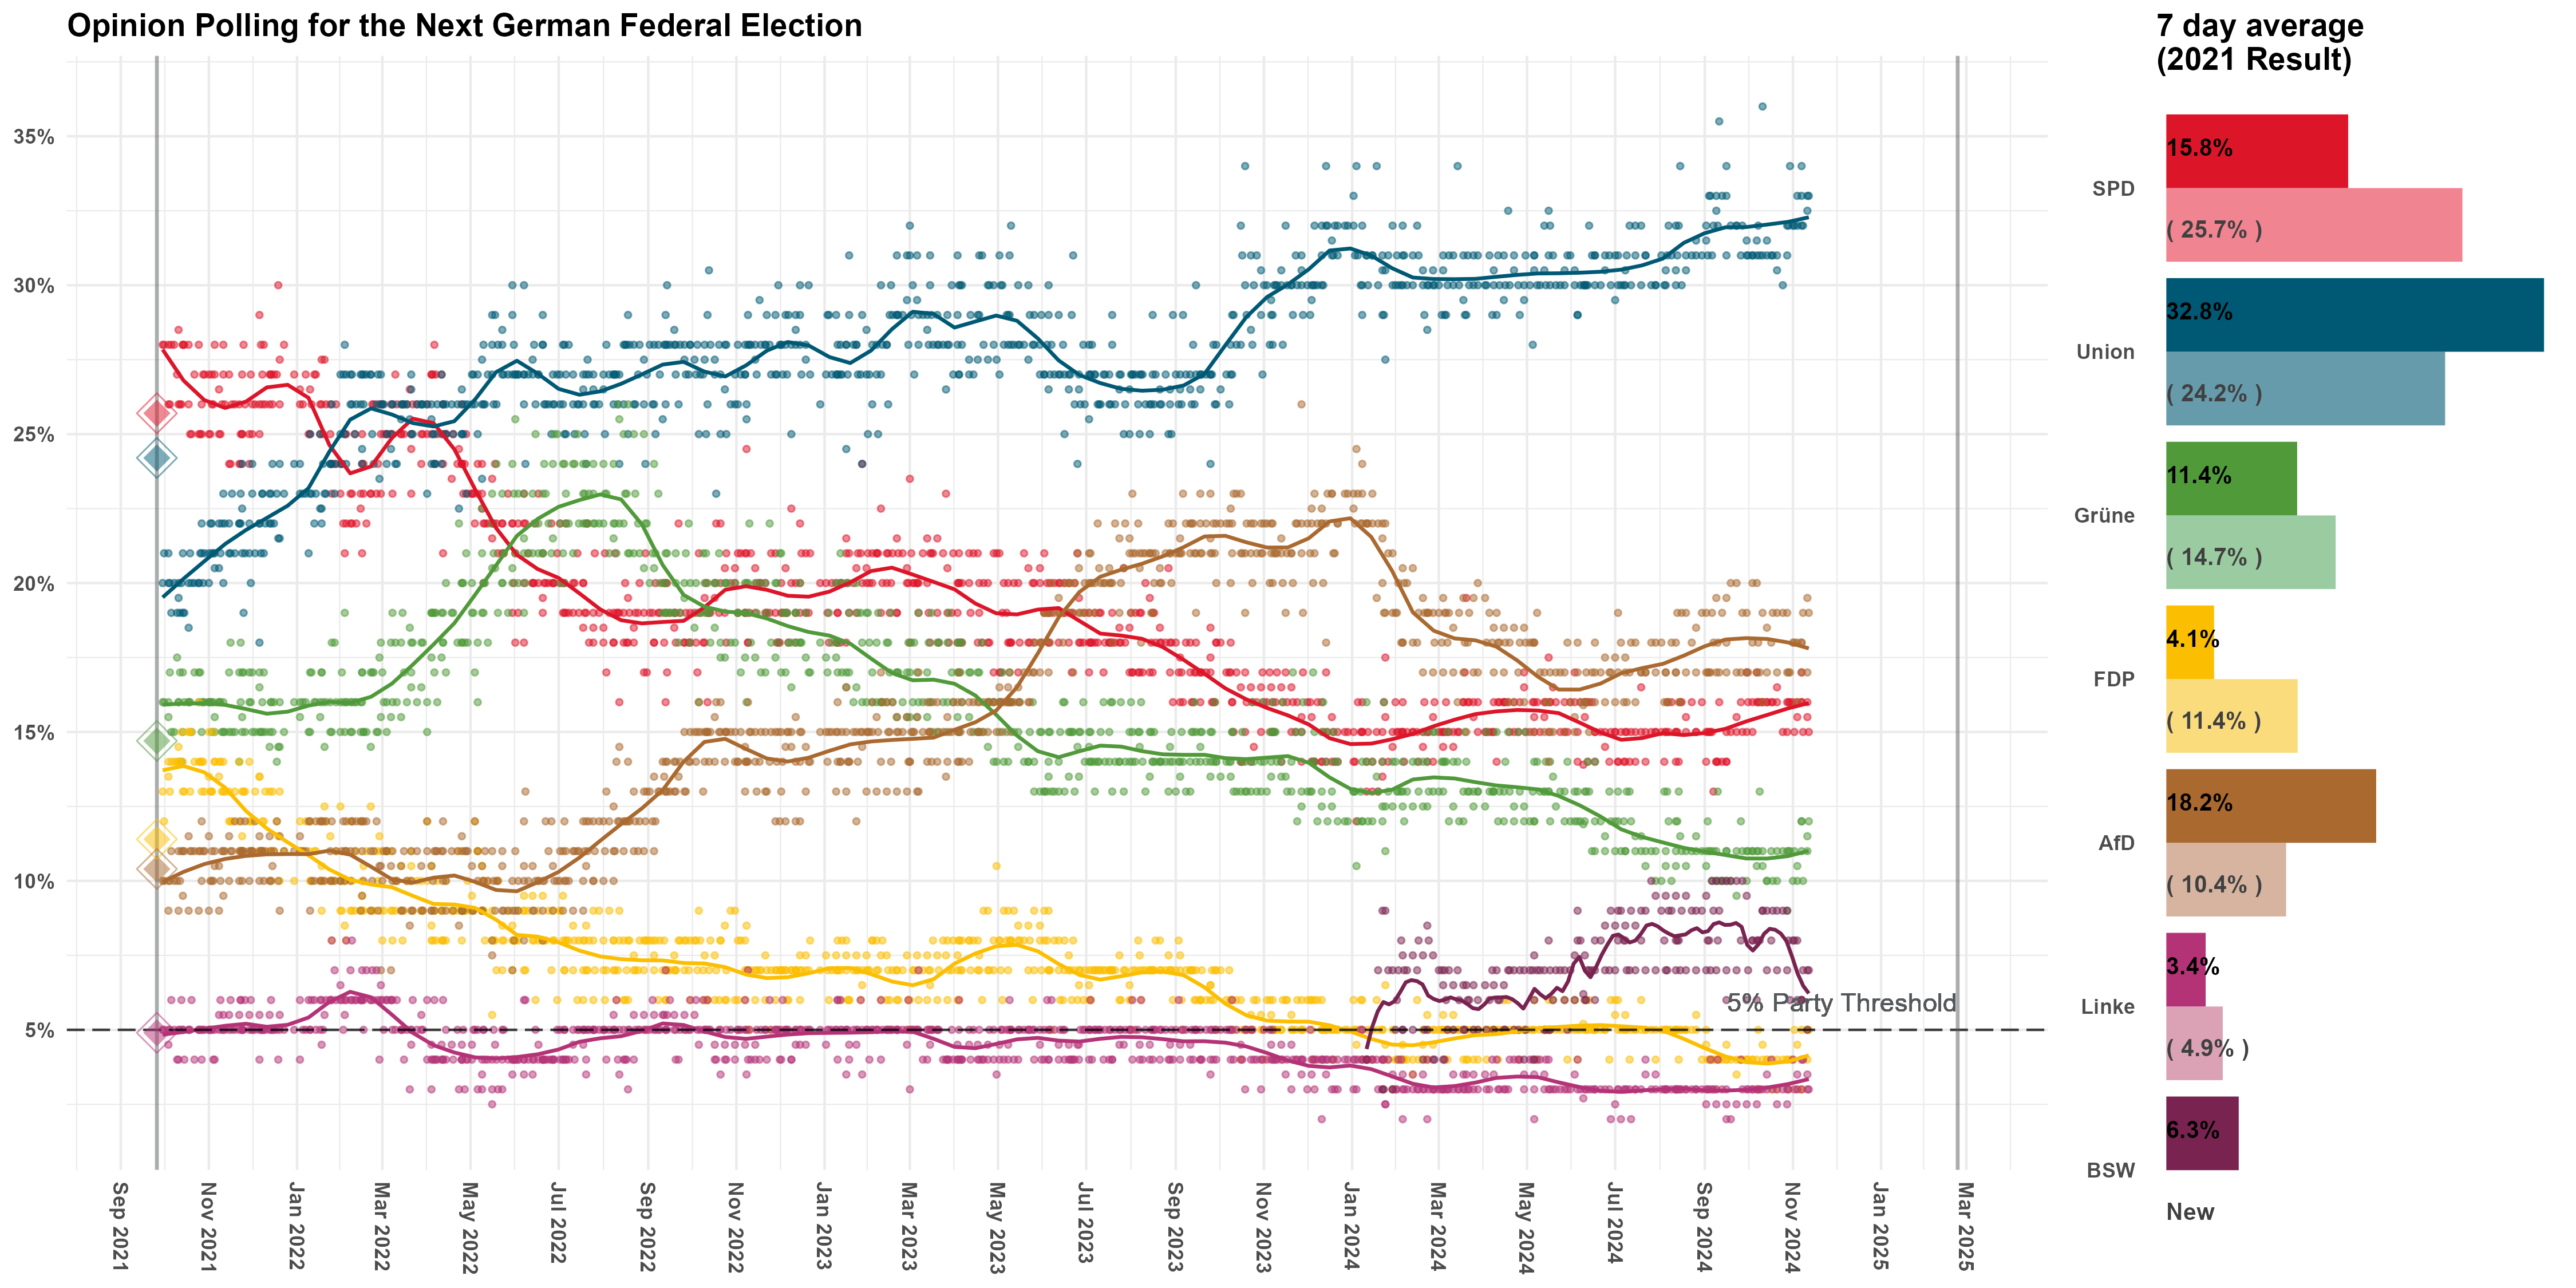 Opinion Polling for the Next German Federal Election
7 day average
(2021 Result)
35%
30%
25%
20%
15%
10%
5%
5% Party Threshold
Sep 2021
Nov 2021
Jan 2022
Mar 2022
May 2022
Jul 2022
Sep 2022
Nov 2022
Jan 2023
Mar 2023
May 2023
Jul 2023
Sep 2023
Nov 2023
Jan 2024
Mar 2024
May 2024
Jul 2024
Sep 2024
Nov 2024
Jan 2025
Mar 2025
15.8%
SPD
( 25.7% )
32.8%
Union
( 24.2% )
11.4%
Grüne
( 14.7% )
4.1%
FDP
( 11.4% )
18.2%
AfD
( 10.4% )
3.4%
Linke
( 4.9% )
6.3%
BSW
New